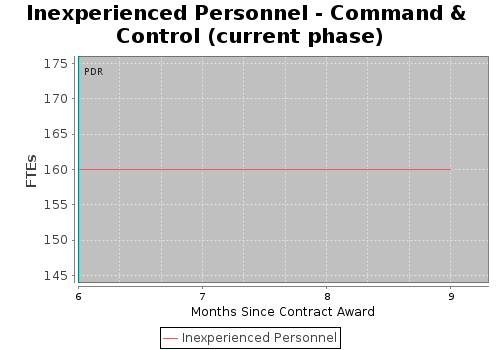 Inexperienced Personnel - Command &
Control (current phase)
175
PDR
170
165
160
155
150
145
FTEs
6 7 8 9
Months Since Contract Award
Inexperienced Personnel